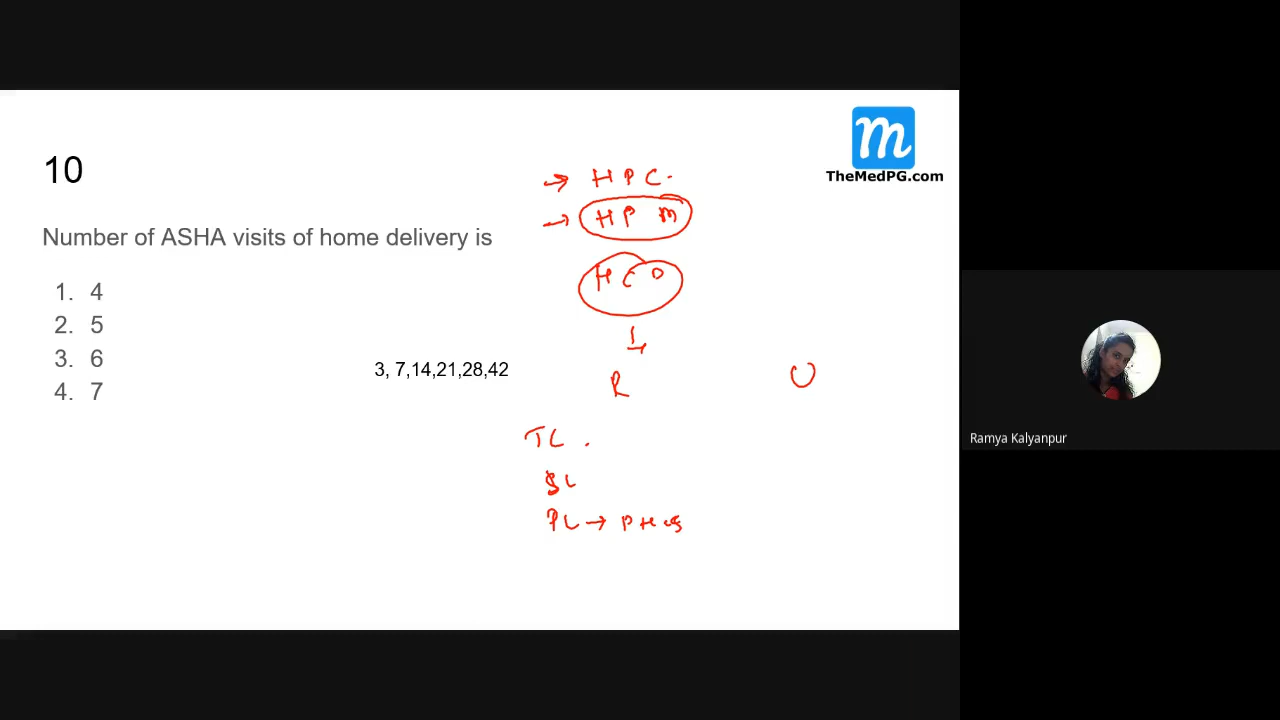 m
TheMedPG.com
10
→ HPC.
→ HPM
Number of ASHA visits of home delivery is
HCD
1. 4
2. 5
3. 6
4. 7
3, 7,14,21,28,42
R
TL .
SL
PL →
Ramya Kalyanpur